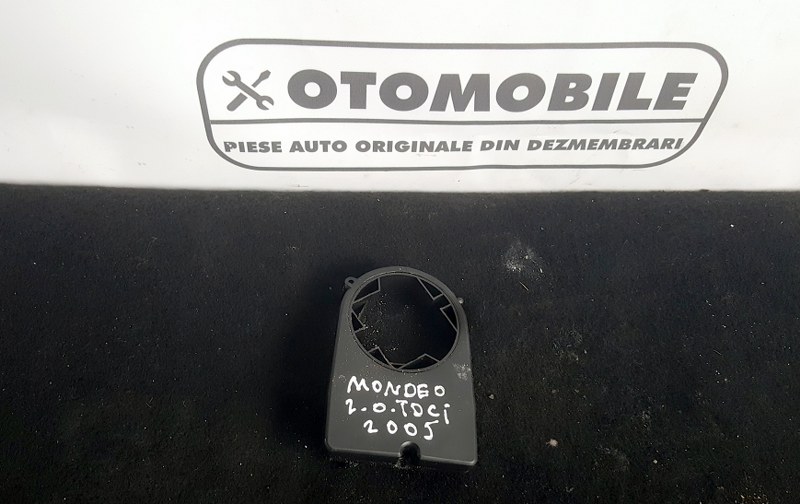 OTOMOBILE
PIESE AUTO ORIGINALE DIN DEZMEMBRARI
MONDEO
2.0.TDCi
2005